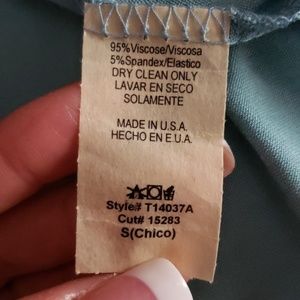 95%Viscose/Viscosa
5%Spandex/Elastico
DRY CLEAN ONLY
LAVAR EN SECO
SOLAMENTE
MADE IN U.S.A.
HECHO EN E.U.A.
Style# T14037A
Cut# 15283
S(Chico)